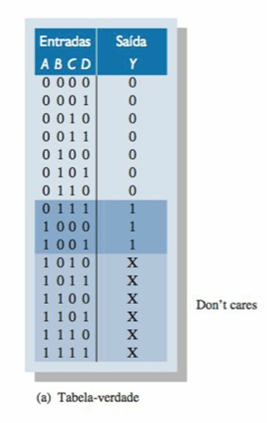 Entradas Saída
A B C D Y
0 0 0 0 0
0 0 0 1 0
0 0 1 0 0
0 0 1 1 0
0 1 0 0 0
0 1 0 1 0
0 1 1 0 0
0 1 1 1 1
1 0 0 0 1
1 0 0 1 1
1 0 1 0 X
1 0 1 1 X
1 1 0 0 X
1 1 0 1 X
1 1 1 0 X
1 1 1 1 X
Don't cares
(a) Tabela-verdade